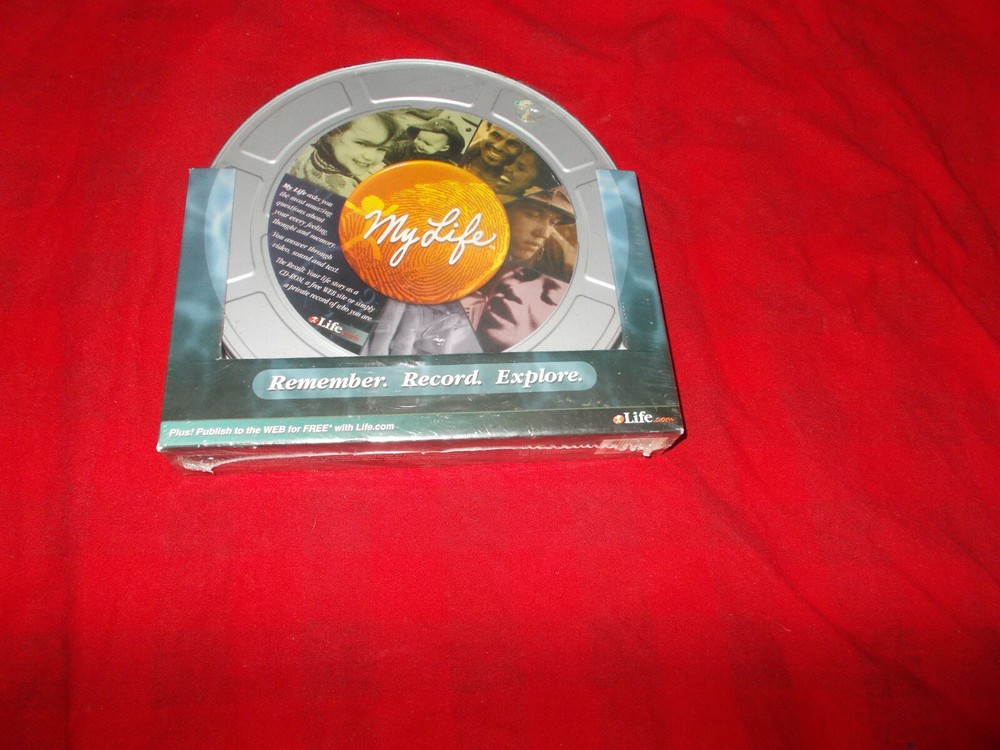 My Life asks you
the most amazing
questions about
your every feeling,
thought and memory.
You answer through
video, sound and text.
The Result: Your life story as a
CD-ROM, a free WEB site or simply
a private record of who you are.
Life.com
My Life™
Remember. Record. Explore.
Plus! Publish to the WEB for FREE* with Life.com
Life.com